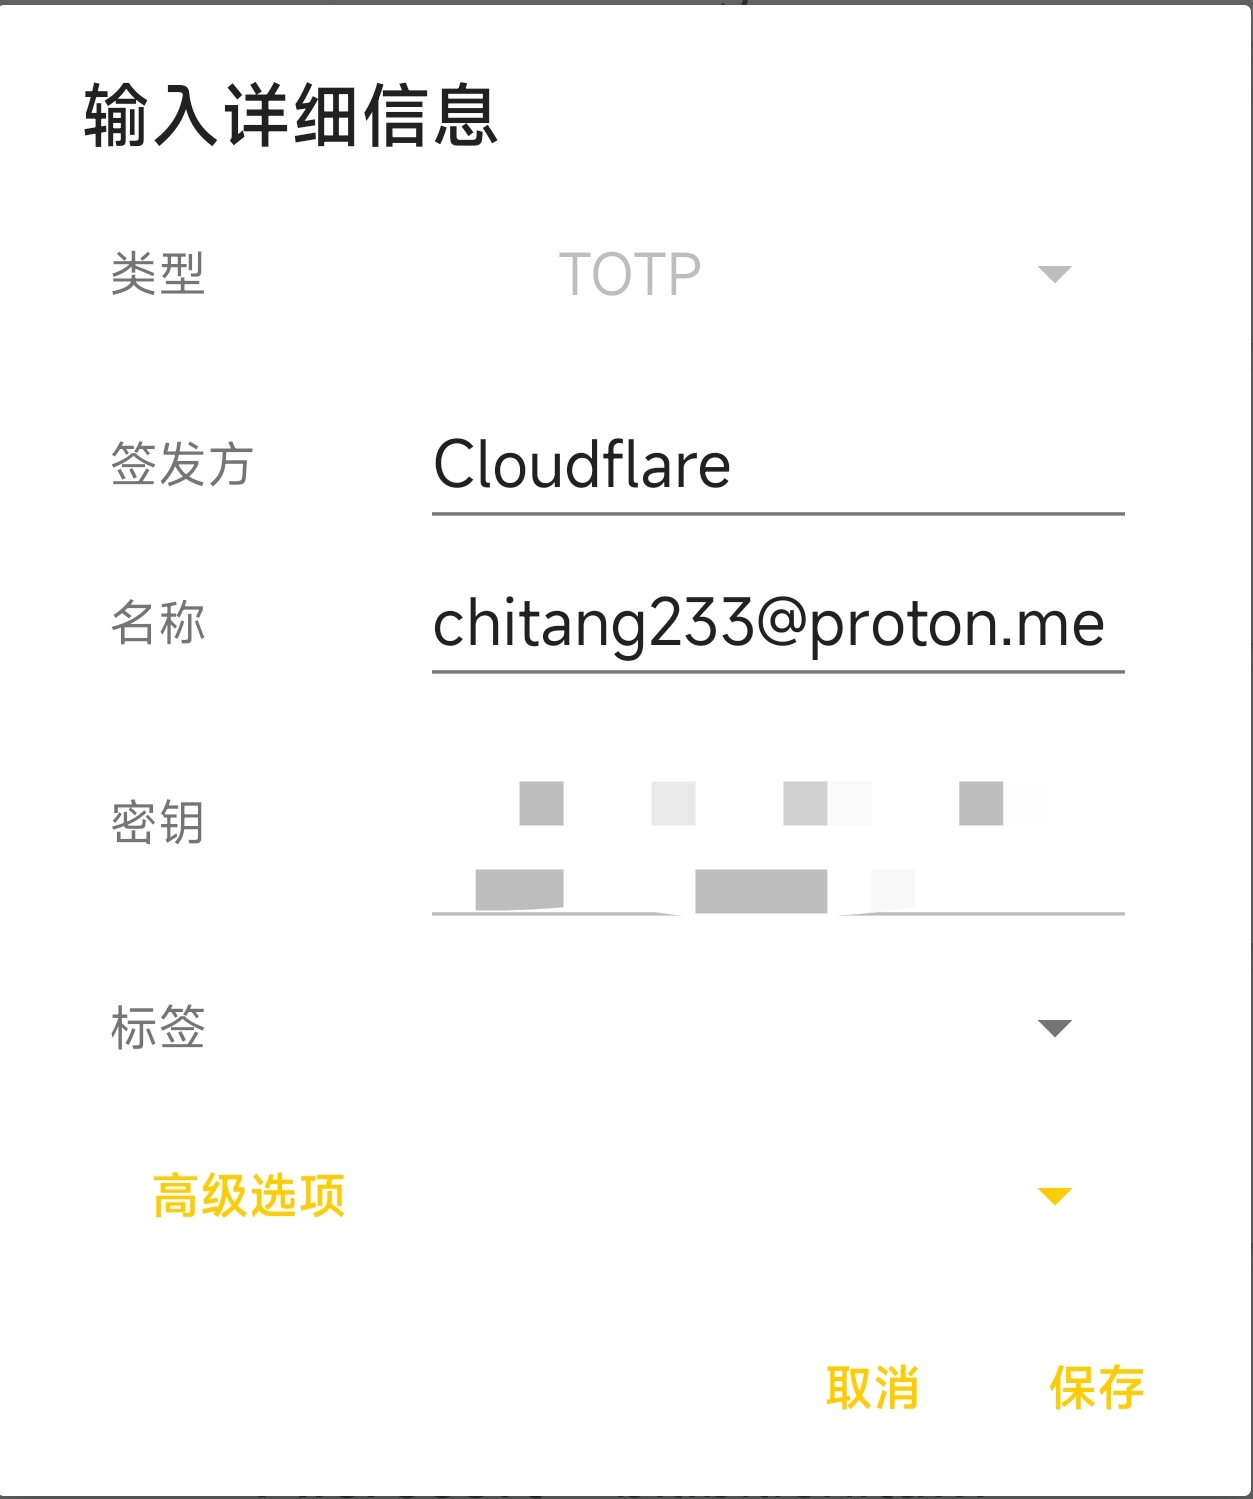 输入详细信息
类型 TOTP
签发方 Cloudflare
名称 chitang233@proton.me
密钥
标签
高级选项
取消 保存